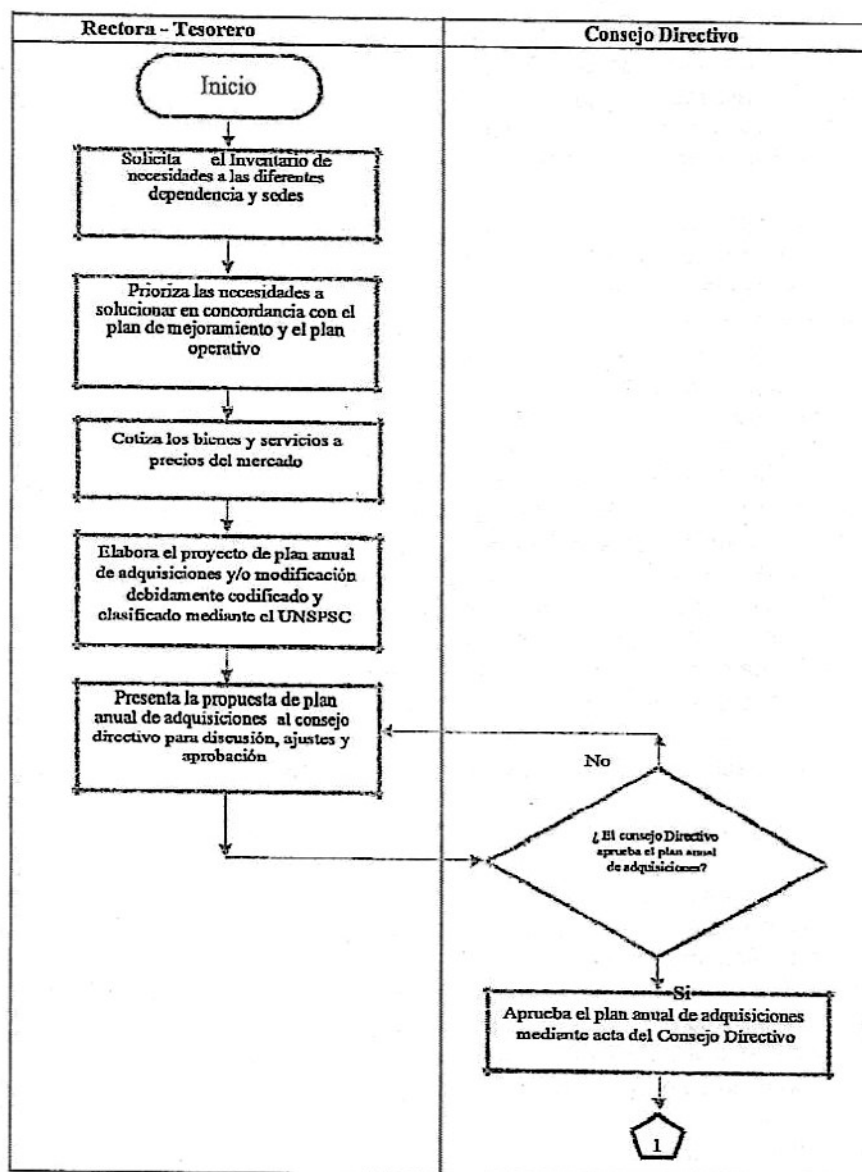 Rectora - Tesorero
Consejo Directivo
Inicio
Solicita el Inventario de
necesidades a las diferentes
dependencia y sedes
Prioriza las necesidades a
solucionar en concordancia con el
plan de mejoramiento y el plan
operativo
Cotiza los bienes y servicios a
precios del mercado
Elabora el proyecto de plan anual
de adquisiciones y/o modificación
debidamente codificado y
clasificado mediante el UNSPSC
Presenta la propuesta de plan
anual de adquisiciones al consejo
directivo para discusión, ajustes y
aprobación
No
¿El consejo Directivo
aprueba el plan anual
de adquisiciones?
Si
Aprueba el plan anual de adquisiciones
mediante acta del Consejo Directivo
1